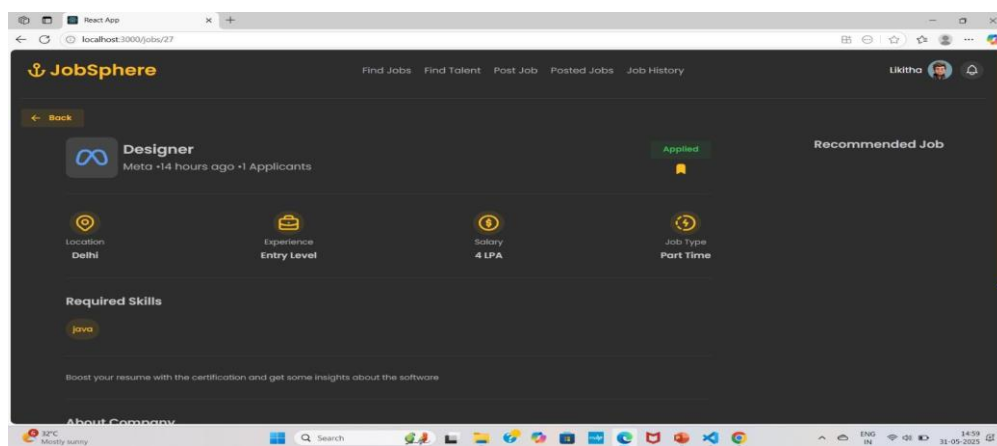 React App
localhost:3000/jobs/27
JobSphere
Find Jobs Find Talent Post Job Posted Jobs Job History
Likitha
← Back
Designer
Meta •14 hours ago •1 Applicants
Applied
Recommended Job
Location
Delhi
Experience
Entry Level
Salary
4 LPA
Job Type
Part Time
Required Skills
java
Boost your resume with the certification and get some insights about the software
About Company
32°C
Mostly sunny
Search
ENG
IN
14:59
31-05-2025